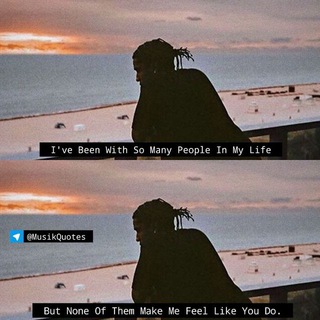 I've Been With So Many People In My Life
@MusikQuotes
But None Of Them Make Me Feel Like You Do.